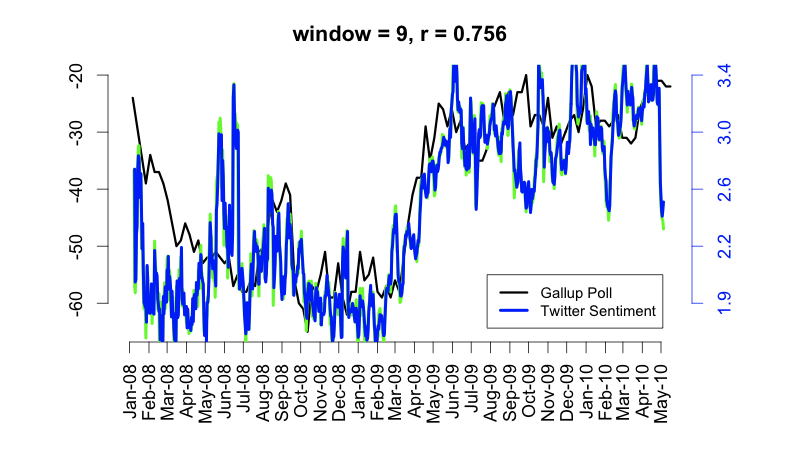 window = 9, r = 0.756
-20
-30
-40
-50
-60
3.4
3.0
2.6
2.2
1.9
Gallup Poll
Twitter Sentiment
Jan-08
Feb-08
Mar-08
Apr-08
May-08
Jun-08
Jul-08
Aug-08
Sep-08
Oct-08
Nov-08
Dec-08
Jan-09
Feb-09
Mar-09
Apr-09
May-09
Jun-09
Jul-09
Aug-09
Sep-09
Oct-09
Nov-09
Dec-09
Jan-10
Feb-10
Mar-10
Apr-10
May-10